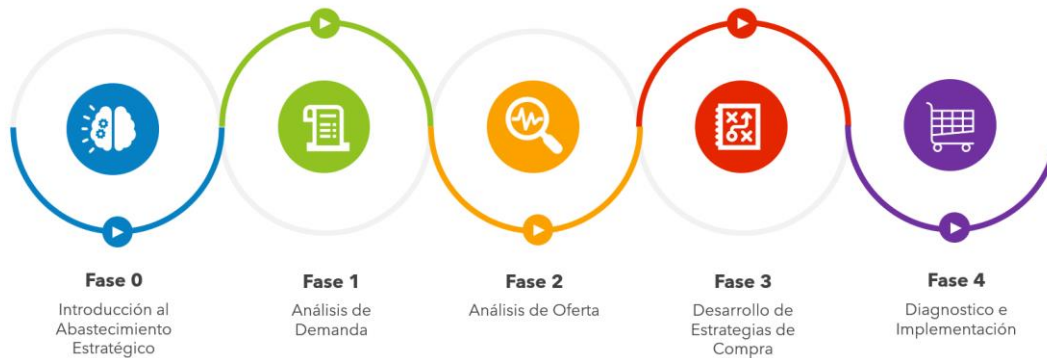 Fase 0
Introducción al
Abastecimiento
Estratégico
Fase 1
Análisis de
Demanda
Fase 2
Análisis de Oferta
Fase 3
Desarrollo de
Estrategias de
Compra
Fase 4
Diagnostico e
Implementación